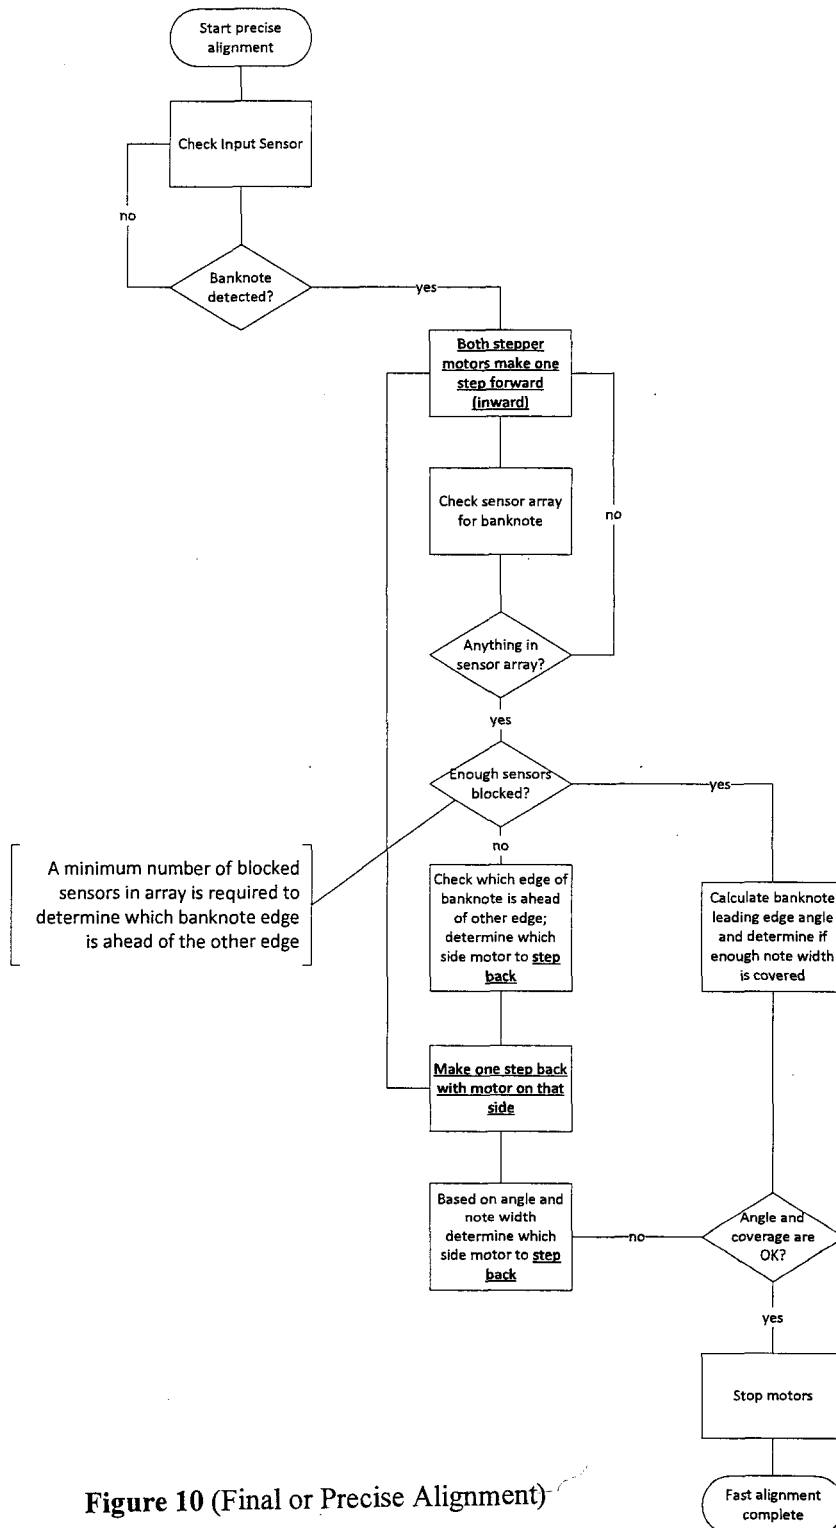 Start precise
alignment
Check Input Sensor
no
Banknote
detected?
yes
Both stepper
motors make one
step forward
(inward)
Check sensor array
for banknote
no
Anything in
sensor array?
yes
Enough sensors
blocked?
yes
no
A minimum number of blocked
sensors in array is required to
determine which banknote edge
is ahead of the other edge
Check which edge of
banknote is ahead
of other edge;
determine which
side motor to step
back
Calculate banknote
leading edge angle
and determine if
enough note width
is covered
Make one step back
with motor on that
side
Based on angle and
note width
determine which
side motor to step
back
no
Angle and
coverage are
OK?
yes
Stop motors
Fast alignment
complete
Figure 10 (Final or Precise Alignment)